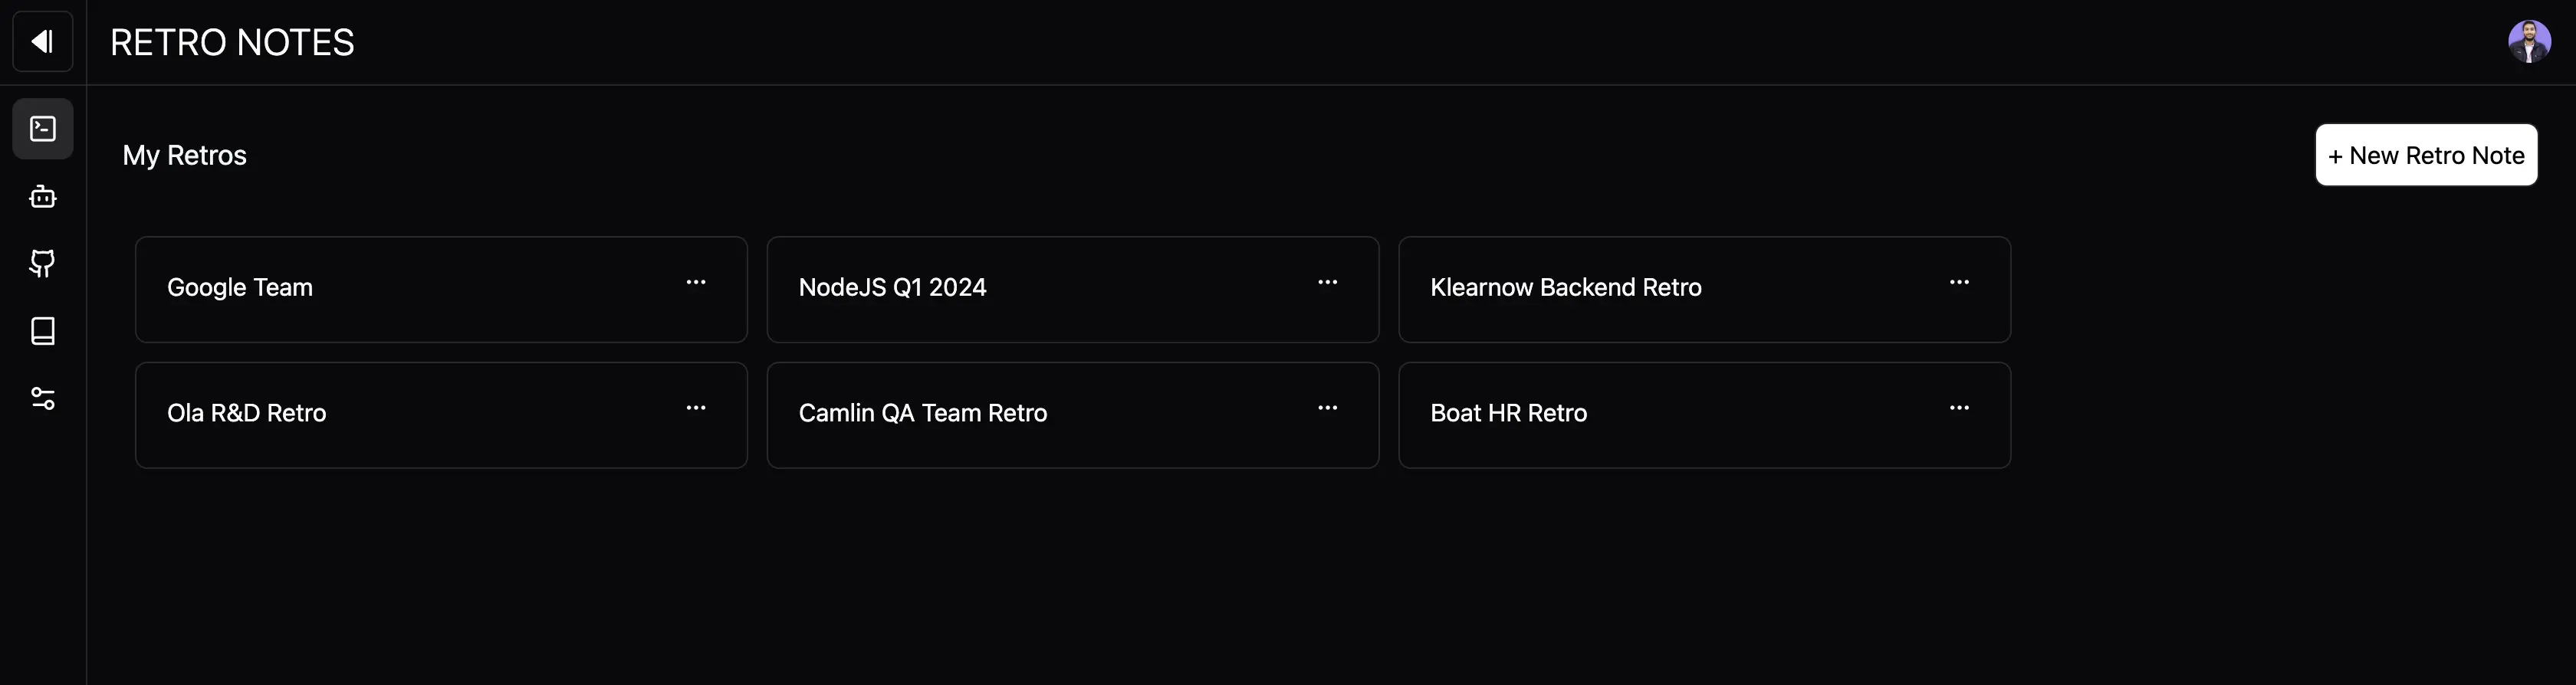 RETRO NOTES
My Retros
+ New Retro Note
Google Team
NodeJS Q1 2024
Klearnow Backend Retro
Ola R&D Retro
Camlin QA Team Retro
Boat HR Retro